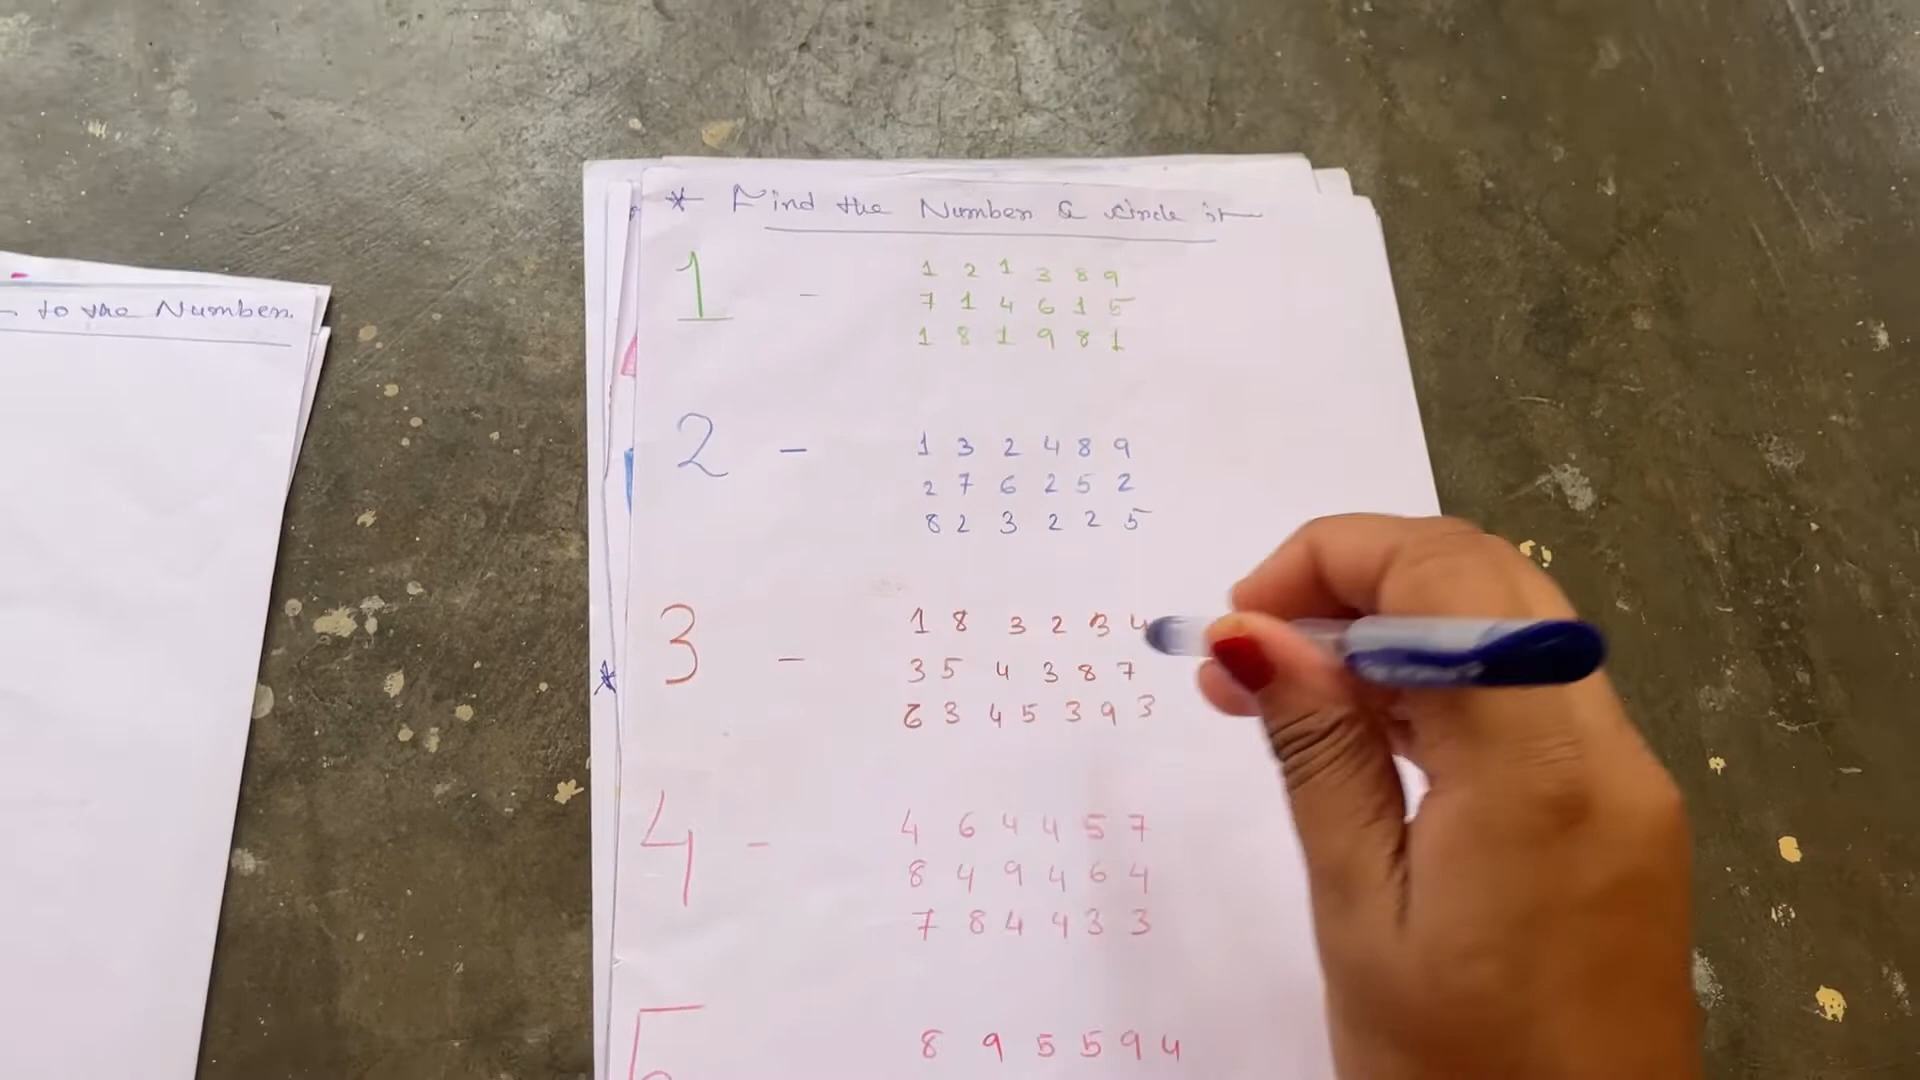 to the Number.
* Find the Number & circle it
1 - 1 2 1 3 8 9
7 1 4 6 1 5
1 8 1 9 8 1
2 - 1 3 2 4 8 9
2 7 6 2 5 2
8 2 3 2 2 5
3 - 1 8 3 2 3 4
3 5 4 3 8 7
6 3 4 5 3 9 3
4 - 4 6 4 4 5 7
8 4 9 4 6 4
7 8 4 4 3 3
5 8 9 5 5 9 4